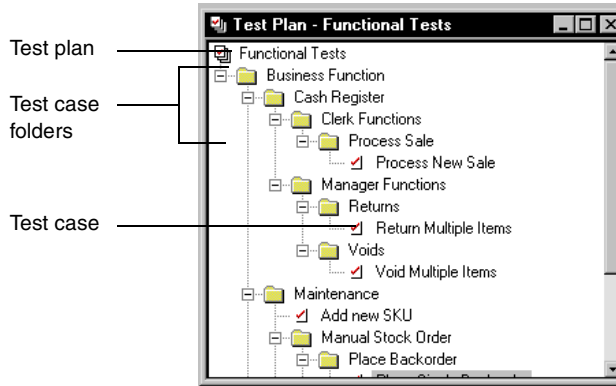 Test Plan - Functional Tests
Test plan
Functional Tests
Business Function
Test case
folders
Cash Register
Clerk Functions
Process Sale
Process New Sale
Manager Functions
Returns
Test case
Return Multiple Items
Voids
Void Multiple Items
Maintenance
Add new SKU
Manual Stock Order
Place Backorder